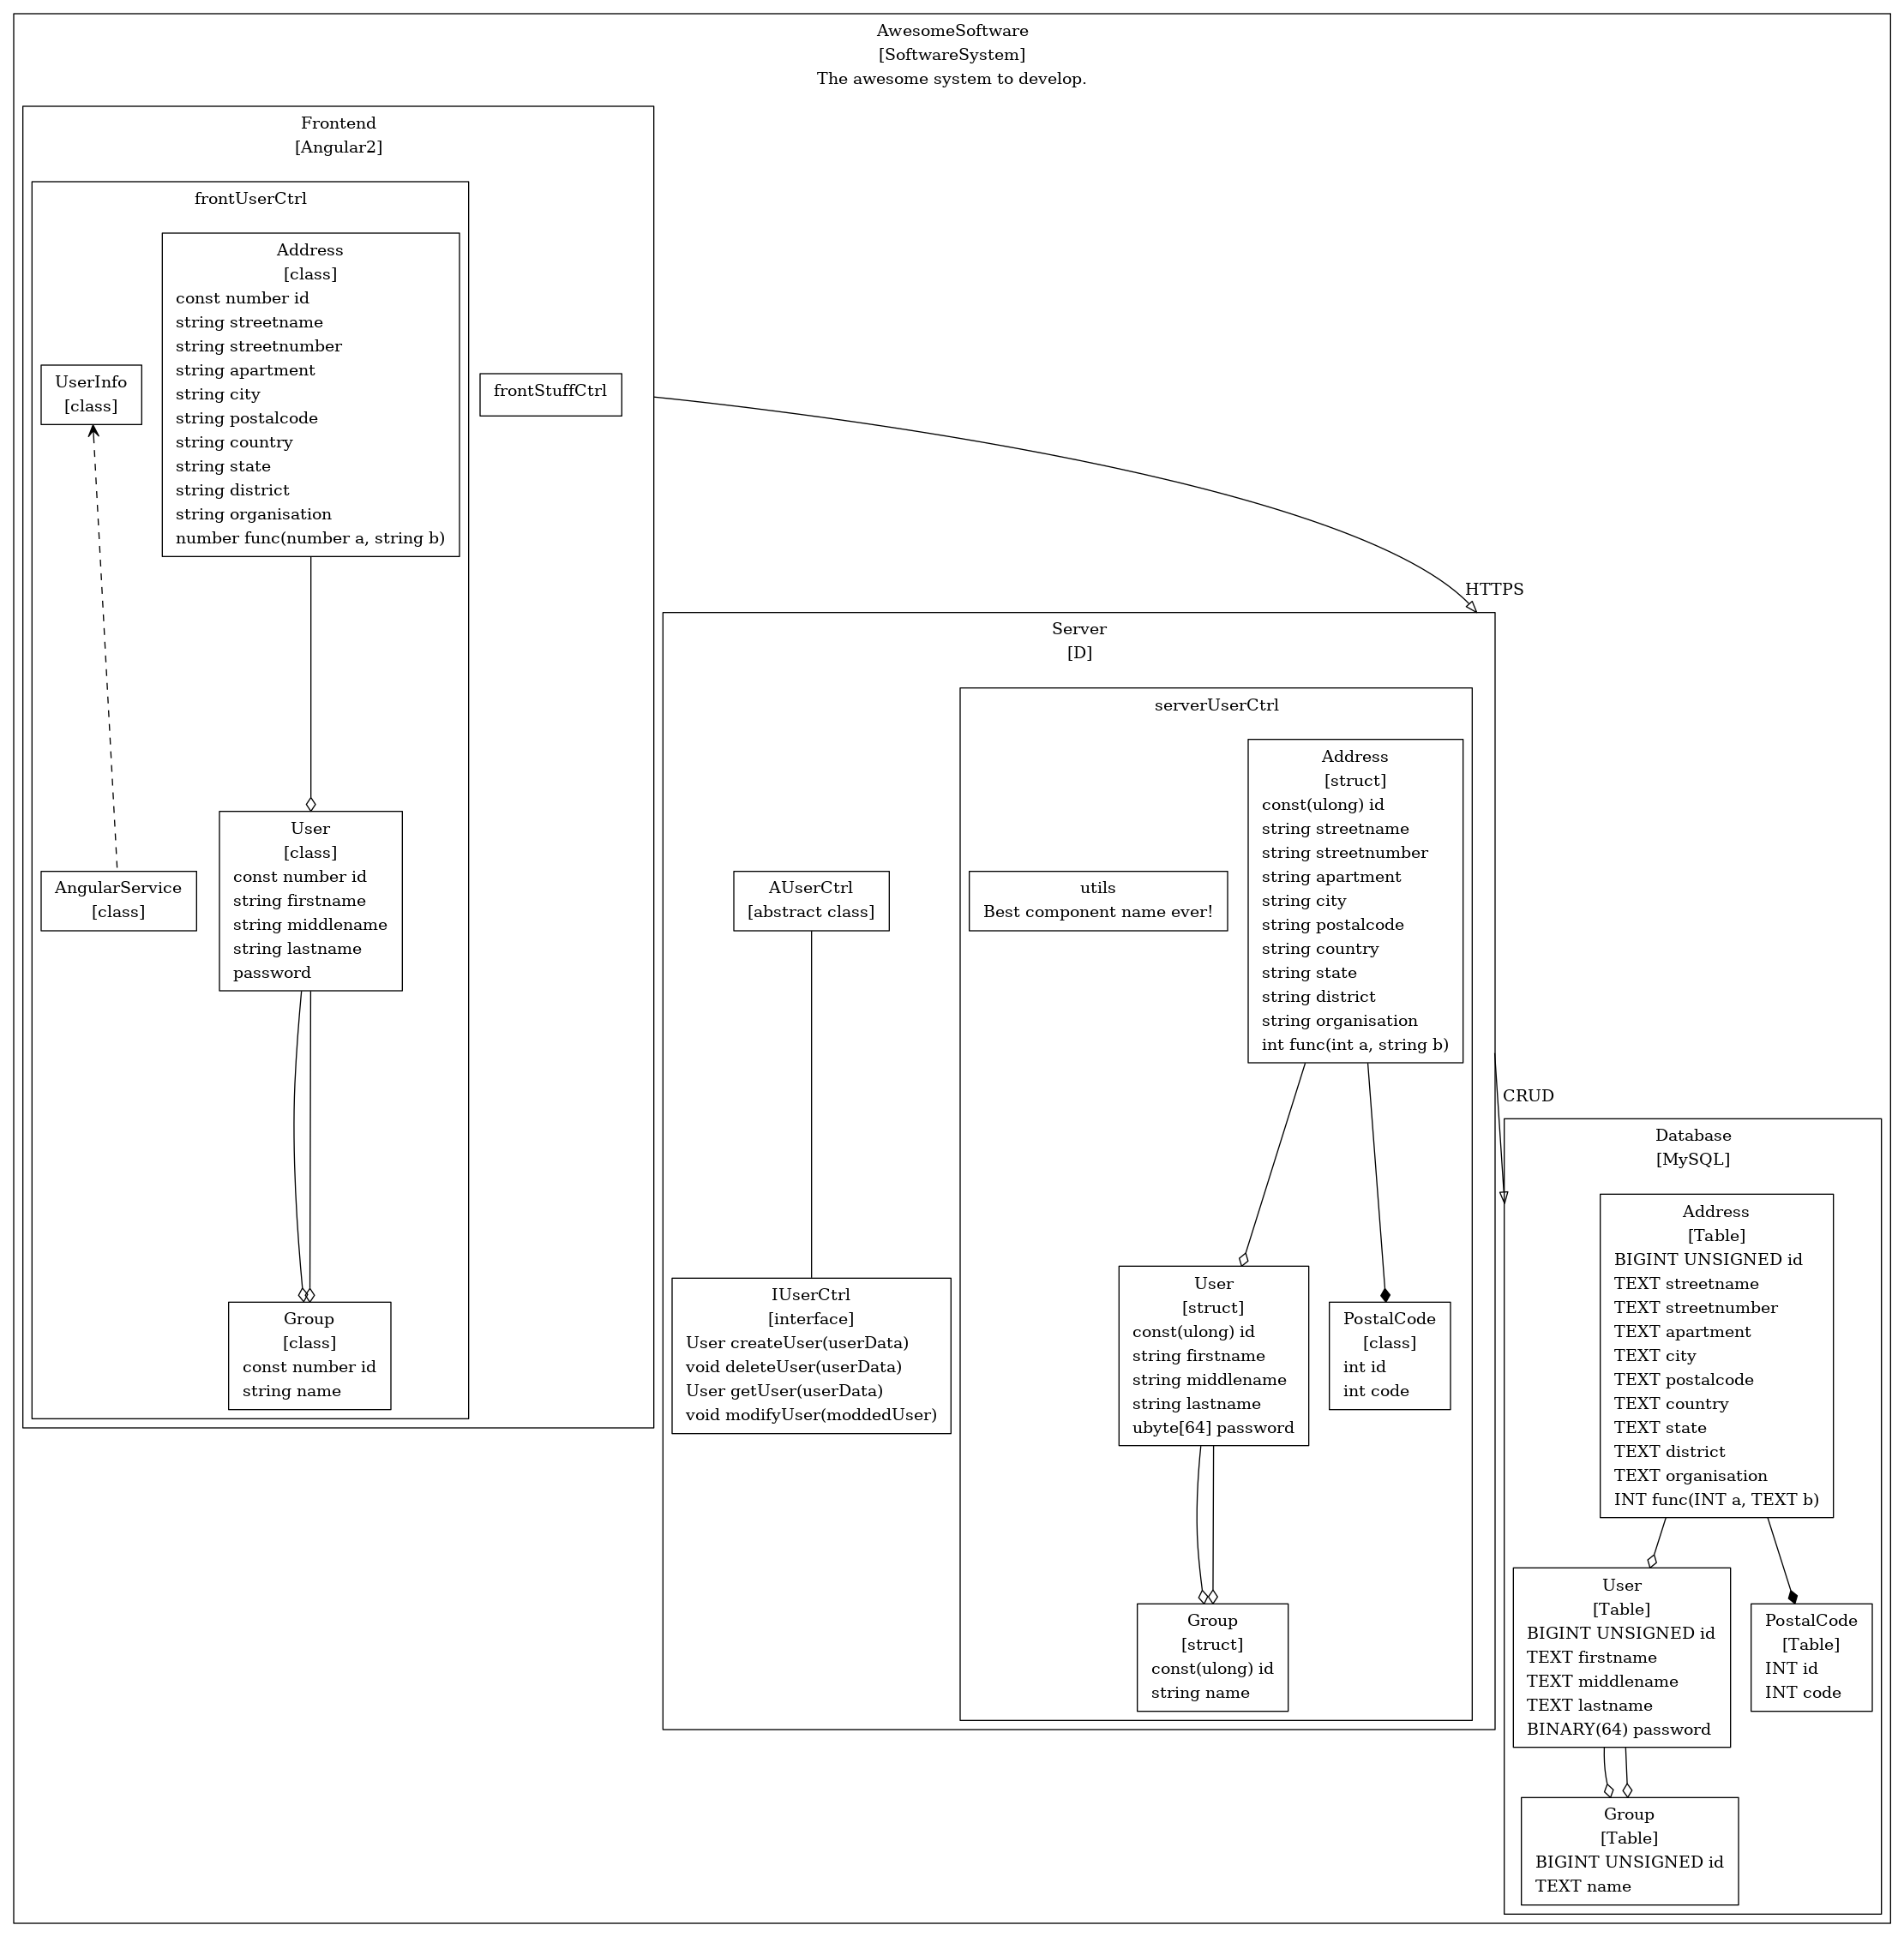 AwesomeSoftware
[SoftwareSystem]
The awesome system to develop.
Frontend
[Angular2]
frontUserCtrl
Address
[class]
const number id
string streetname
string streetnumber
string apartment
string city
string postalcode
string country
string state
string district
string organisation
number func(number a, string b)
UserInfo
[class]
frontStuffCtrl
AngularService
[class]
User
[class]
const number id
string firstname
string middlename
string lastname
password
Group
[class]
const number id
string name
HTTPS
Server
[D]
serverUserCtrl
Address
[struct]
const(ulong) id
string streetname
string streetnumber
string apartment
string city
string postalcode
string country
string state
string district
string organisation
int func(int a, string b)
AUserCtrl
[abstract class]
utils
Best component name ever!
IUserCtrl
[interface]
User createUser(userData)
void deleteUser(userData)
User getUser(userData)
void modifyUser(moddedUser)
User
[struct]
const(ulong) id
string firstname
string middlename
string lastname
ubyte[64] password
PostalCode
[class]
int id
int code
Group
[struct]
const(ulong) id
string name
CRUD
Database
[MySQL]
Address
[Table]
BIGINT UNSIGNED id
TEXT streetname
TEXT streetnumber
TEXT apartment
TEXT city
TEXT postalcode
TEXT country
TEXT state
TEXT district
TEXT organisation
INT func(INT a, TEXT b)
User
[Table]
BIGINT UNSIGNED id
TEXT firstname
TEXT middlename
TEXT lastname
BINARY(64) password
PostalCode
[Table]
INT id
INT code
Group
[Table]
BIGINT UNSIGNED id
TEXT name